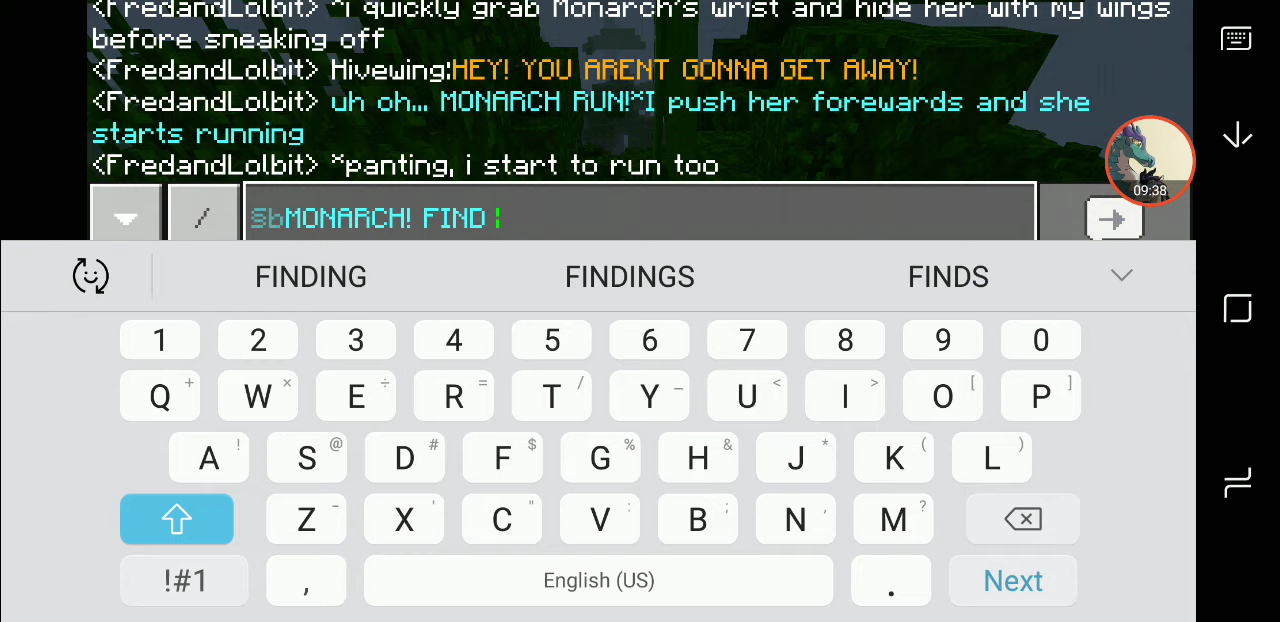 <FredandLolbit> *i quickly grab Monarch's wrist and hide her with my wings
before sneaking off
<FredandLolbit> Hivewing:HEY! YOU ARENT GONNA GET AWAY!
<FredandLolbit> uh oh... MONARCH RUN!*I push her forewards and she
starts running
<FredandLolbit> *panting, i start to run too
09:38
/ §bMONARCH! FIND
FINDING FINDINGS FINDS
1 2 3 4 5 6 7 8 9 0
Q + W × E ÷ R = T / Y _ U < I > O [ P ]
A ! S @ D # F $ G % H & J * K ( L )
Z - X ' C " V : B ; N , M ?
!#1 , English (US) . Next